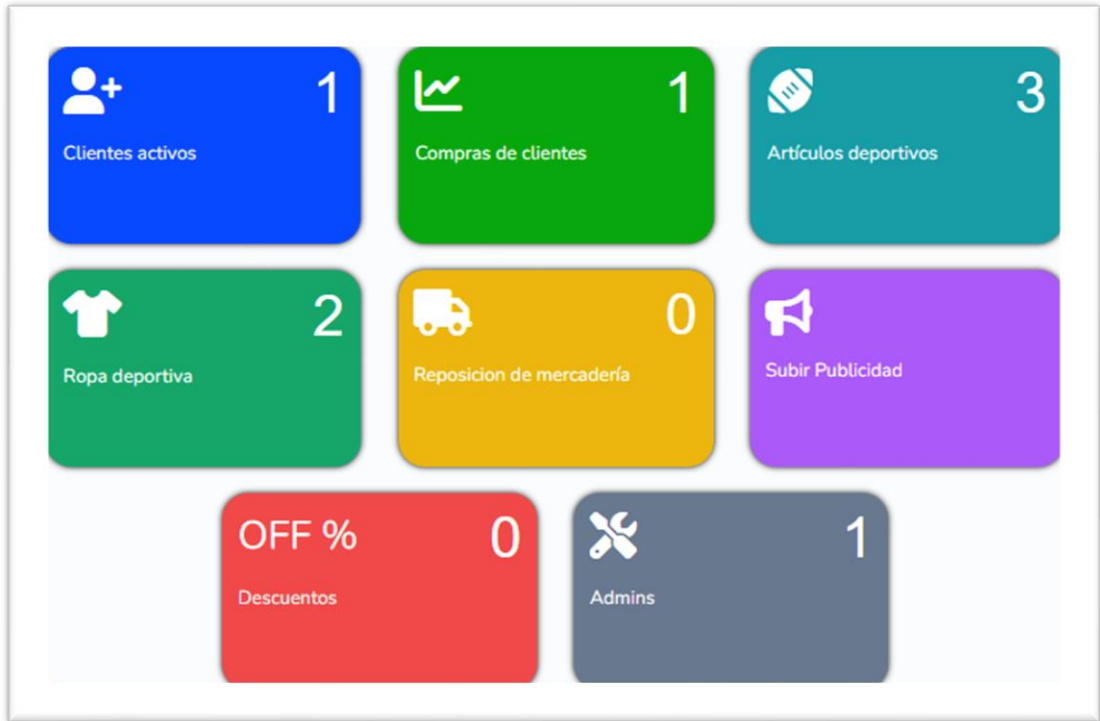 1
Clientes activos
1
Compras de clientes
3
Artículos deportivos
2
Ropa deportiva
0
Reposicion de mercadería
Subir Publicidad
OFF % 0
Descuentos
1
Admins